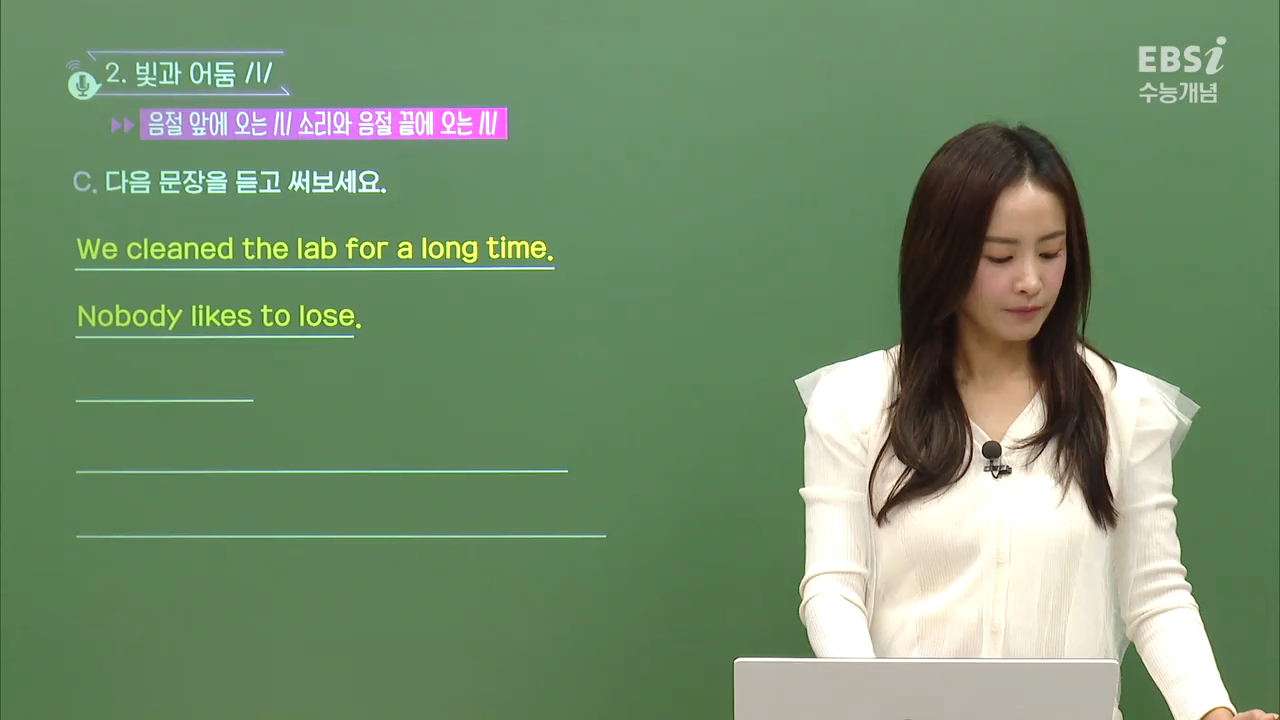 EBSi
수능개념
2. 빛과 어둠 /l/
음절 앞에 오는 /l/ 소리와 음절 끝에 오는 /l/
C. 다음 문장을 듣고 써보세요.
We cleaned the lab for a long time.
Nobody likes to lose.